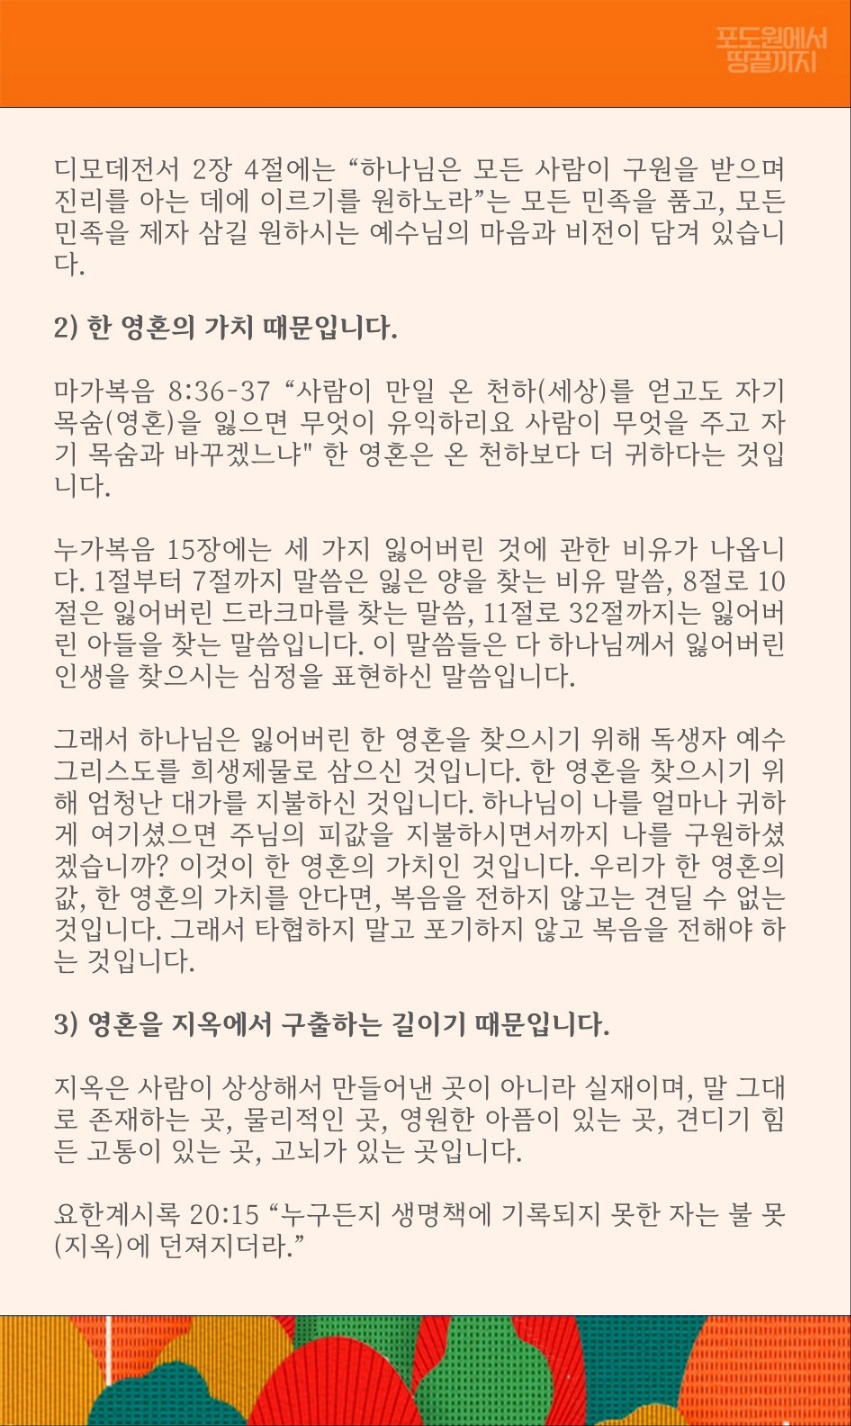 포도원에서
땅끝까지
디모데전서 2장 4절에는 “하나님은 모든 사람이 구원을 받으며
진리를 아는 데에 이르기를 원하노라”는 모든 민족을 품고, 모든
민족을 제자 삼길 원하시는 예수님의 마음과 비전이 담겨 있습니
다.
2) 한 영혼의 가치 때문입니다.
마가복음 8:36-37 “사람이 만일 온 천하(세상)를 얻고도 자기
목숨(영혼)을 잃으면 무엇이 유익하리요 사람이 무엇을 주고 자
기 목숨과 바꾸겠느냐" 한 영혼은 온 천하보다 더 귀하다는 것입
니다.
누가복음 15장에는 세 가지 잃어버린 것에 관한 비유가 나옵니
다. 1절부터 7절까지 말씀은 잃은 양을 찾는 비유 말씀, 8절로 10
절은 잃어버린 드라크마를 찾는 말씀, 11절로 32절까지는 잃어버
린 아들을 찾는 말씀입니다. 이 말씀들은 다 하나님께서 잃어버린
인생을 찾으시는 심정을 표현하신 말씀입니다.
그래서 하나님은 잃어버린 한 영혼을 찾으시기 위해 독생자 예수
그리스도를 희생제물로 삼으신 것입니다. 한 영혼을 찾으시기 위
해 엄청난 대가를 지불하신 것입니다. 하나님이 나를 얼마나 귀하
게 여기셨으면 주님의 피값을 지불하시면서까지 나를 구원하셨
겠습니까? 이것이 한 영혼의 가치인 것입니다. 우리가 한 영혼의
값, 한 영혼의 가치를 안다면, 복음을 전하지 않고는 견딜 수 없는
것입니다. 그래서 타협하지 말고 포기하지 않고 복음을 전해야 하
는 것입니다.
3) 영혼을 지옥에서 구출하는 길이기 때문입니다.
지옥은 사람이 상상해서 만들어낸 곳이 아니라 실재이며, 말 그대
로 존재하는 곳, 물리적인 곳, 영원한 아픔이 있는 곳, 견디기 힘
든 고통이 있는 곳, 고뇌가 있는 곳입니다.
요한계시록 20:15 “누구든지 생명책에 기록되지 못한 자는 불 못
(지옥)에 던져지더라.”